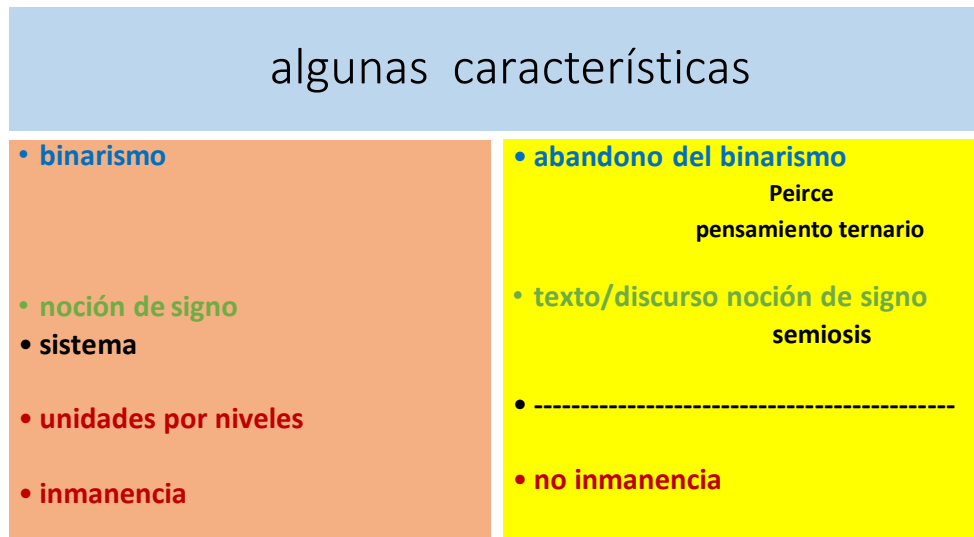 algunas características
• binarismo
• noción de signo
• sistema
• unidades por niveles
• inmanencia
• abandono del binarismo
Peirce
pensamiento ternario
• texto/discurso noción de signo
semiosis
• ---------------------------------------------
• no inmanencia